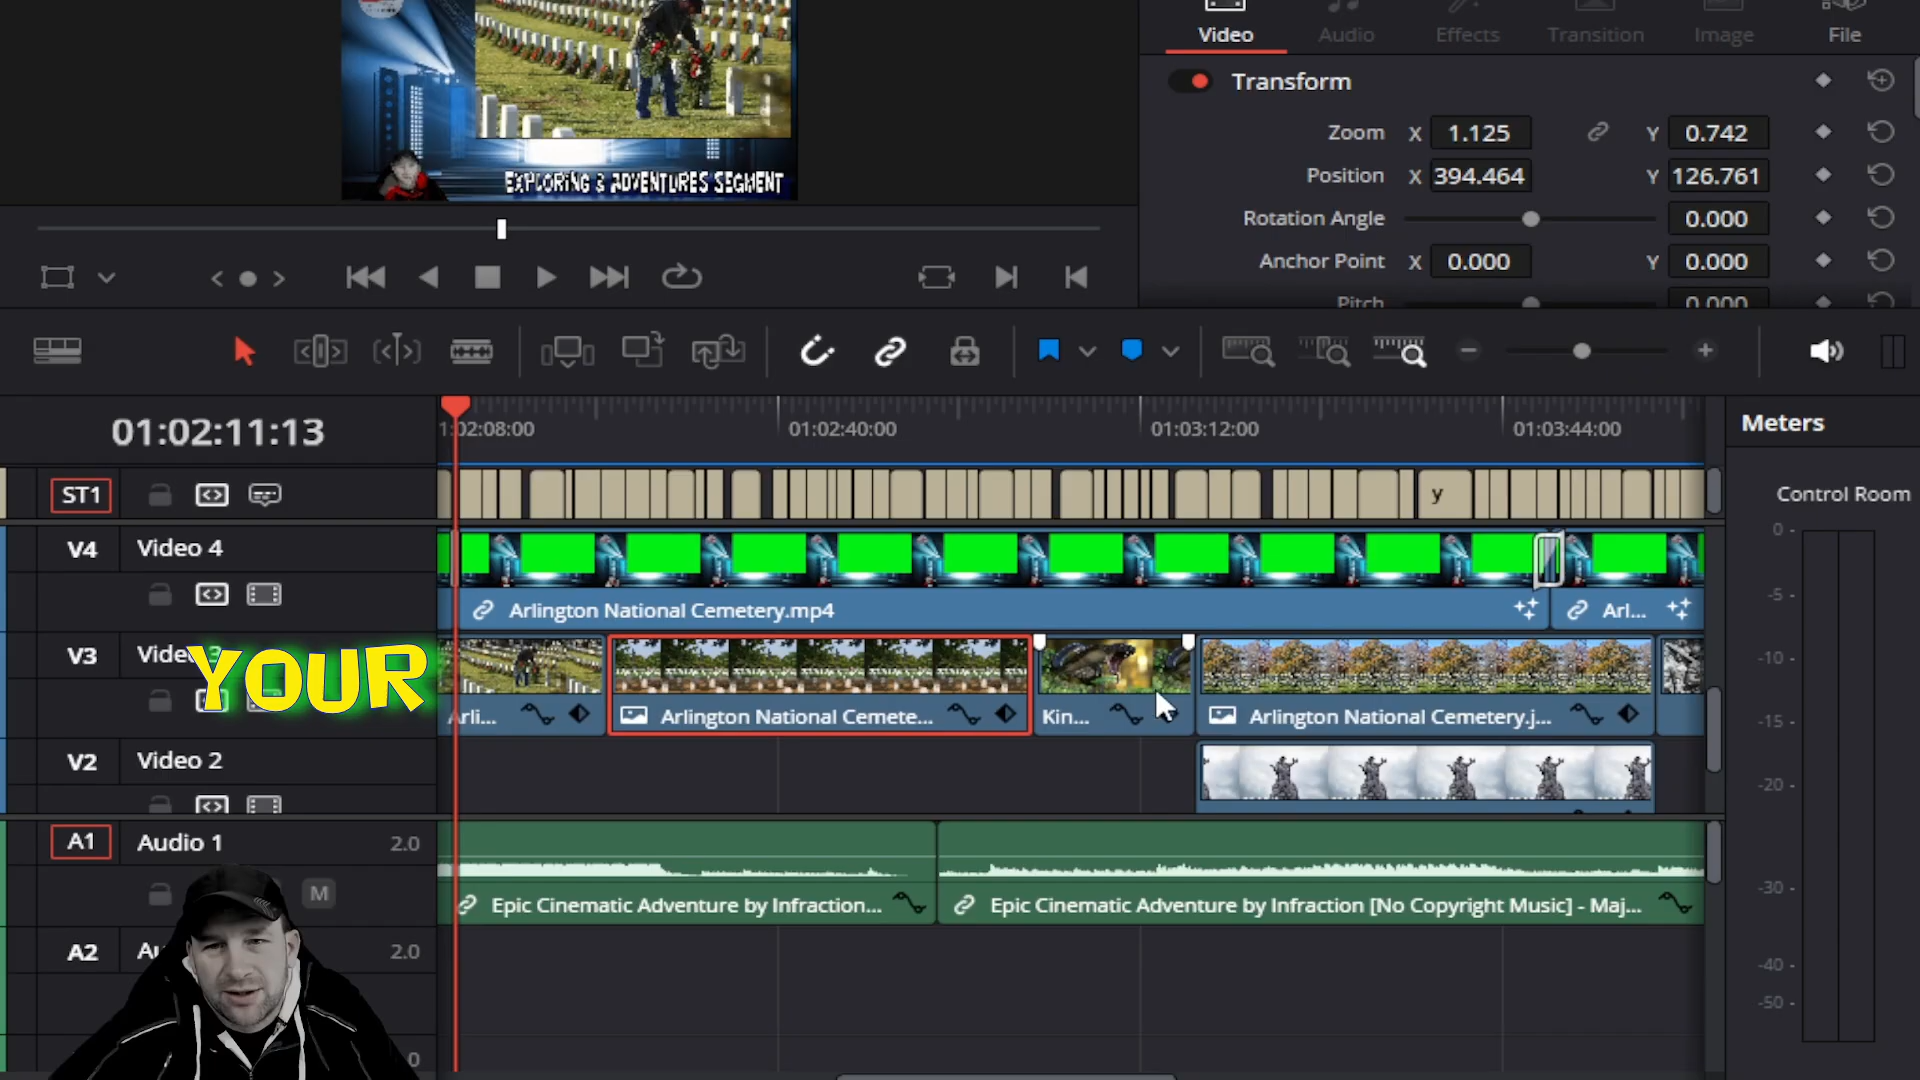 EXPLORING & ADVENTURES SEGMENT
Video
Audio
Effects
Transition
Image
File
Transform
Zoom X 1.125 Y 0.742
Position X 394.464 Y 126.761
Rotation Angle 0.000
Anchor Point X 0.000 Y 0.000
Pitch 0.000
01:02:11:13
1:02:08:00
01:02:40:00
01:03:12:00
01:03:44:00
Meters
Control Room
ST1
y
V4 Video 4
Arlington National Cemetery.mp4
Arl...
V3
YOUR
Arli...
Arlington National Cemete...
Kin...
Arlington National Cemetery.j...
V2 Video 2
A1 Audio 1 2.0
M
Epic Cinematic Adventure by Infraction...
Epic Cinematic Adventure by Infraction [No Copyright Music] - Maj...
A2 2.0
0
-5
-10
-15
-20
-30
-40
-50